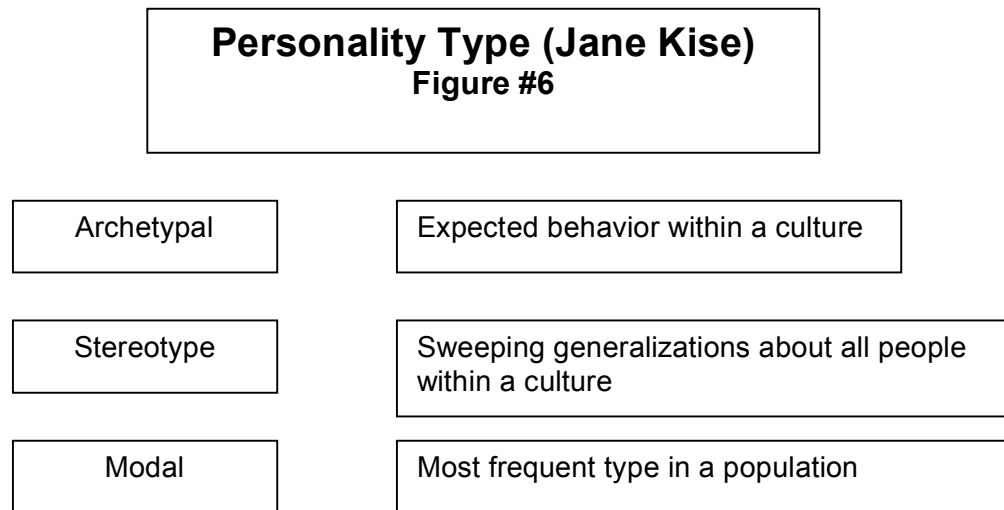 Personality Type (Jane Kise)
Figure #6
Archetypal
Expected behavior within a culture
Stereotype
Sweeping generalizations about all people
within a culture
Modal
Most frequent type in a population